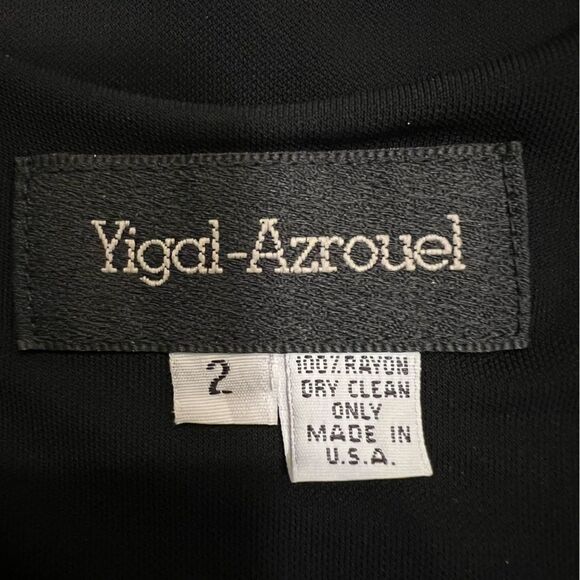 Yigal-Azrouel
2
100% RAYON
DRY CLEAN
ONLY
MADE IN
U.S.A.